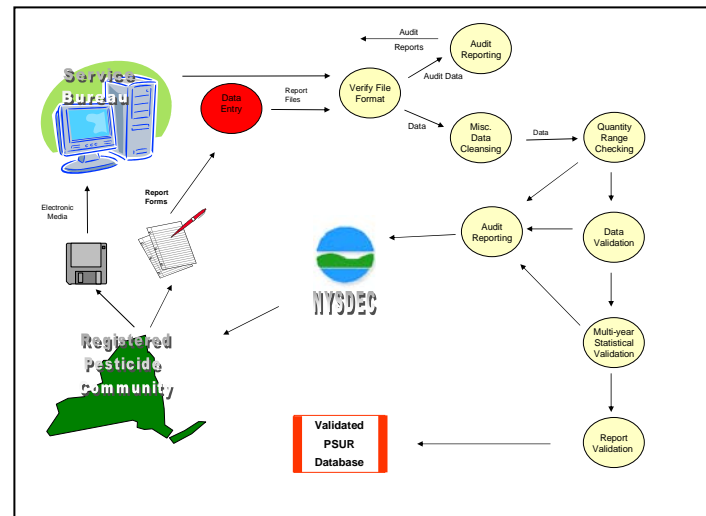 Service
Bureau
Data
Entry
Report
Files
Verify File
Format
Audit
Reports
Audit Data
Audit
Reporting
Data
Misc.
Data
Cleansing
Data
Quantity
Range
Checking
Electronic
Media
Report
Forms
Audit
Reporting
Data
Validation
NYSDEC
Registered
Pesticide
Community
Multi-year
Statistical
Validation
Validated
PSUR
Database
Report
Validation